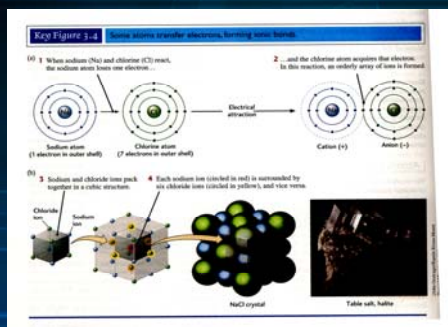 Key Figure 3.4 Some atoms transfer electrons, forming ionic bonds.
(a) 1 When sodium (Na) and chlorine (Cl) react,
the sodium atom loses one electron…
2 …and the chlorine atom acquires that electron.
In this reaction, an orderly array of ions is formed
Na
Cl
Electrical
attraction
Na
Cl
Sodium atom
(1 electron in outer shell)
Chlorine atom
(7 electrons in outer shell)
Cation (+)
Anion (–)
(b)
3 Sodium and chloride ions pack
together in a cubic structure.
4 Each sodium ion (circled in red) is surrounded by
six chloride ions (circled in yellow), and vice versa.
Chloride
ion
Sodium
ion
NaCl crystal
Table salt, halite